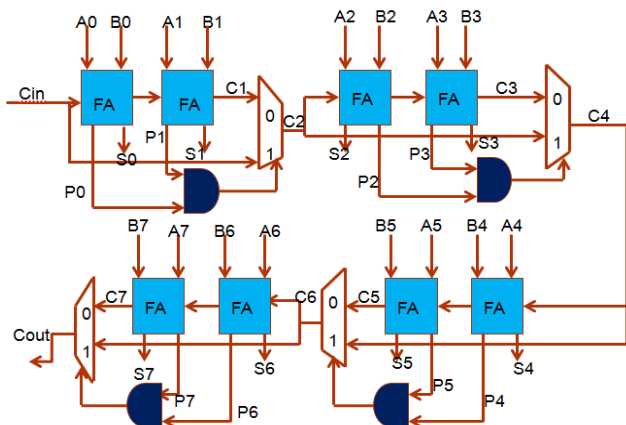 A0 B0 A1 B1 A2 B2 A3 B3
Cin FA FA C1 0 C2 1 FA FA C3 0 C4 1
S0 P1 S1 S2 P3 S3
P0 P2
B7 A7 B6 A6 B5 A5 B4 A4
Cout 0 1 C7 FA FA C6 0 1 C5 FA FA
S7 S6 S5 S4
P7 P6 P5 P4